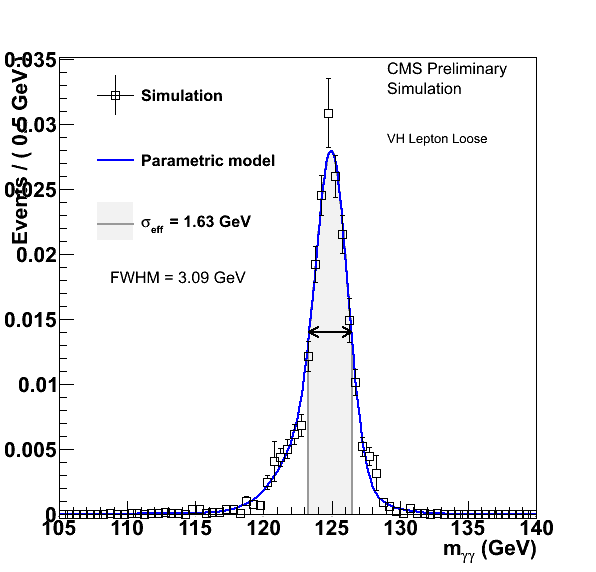 CMS Preliminary
Simulation
VH Lepton Loose
Simulation
Parametric model
σeff = 1.63 GeV
FWHM = 3.09 GeV
Events / ( 0.5 GeV )
0.035
0.03
0.025
0.02
0.015
0.01
0.005
0
105 110 115 120 125 130 135 140
mγγ (GeV)